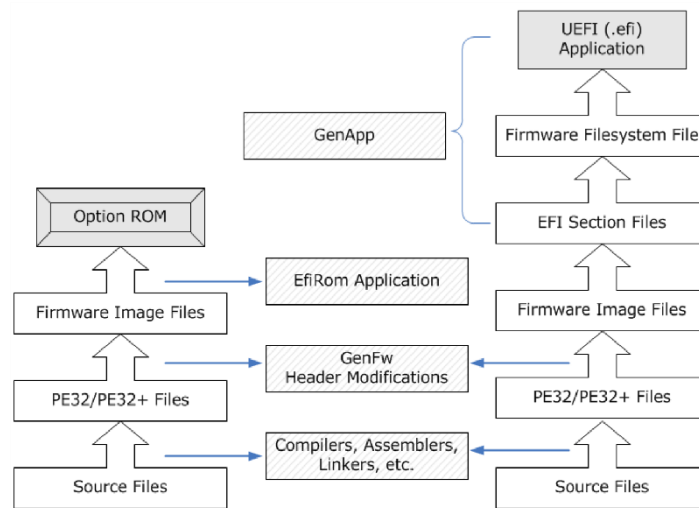 UEFI (.efi)
Application
GenApp
Firmware Filesystem File
Option ROM
EFI Section Files
EfiRom Application
Firmware Image Files
Firmware Image Files
GenFw
Header Modifications
PE32/PE32+ Files
PE32/PE32+ Files
Compilers, Assemblers,
Linkers, etc.
Source Files
Source Files